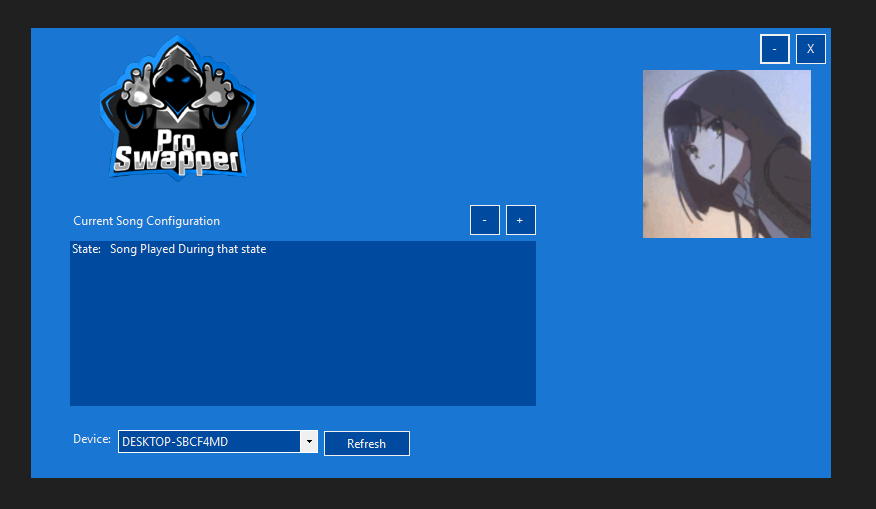 - X
Pro
Swapper
Current Song Configuration - +
State: Song Played During that state
Device: DESKTOP-SBCF4MD Refresh